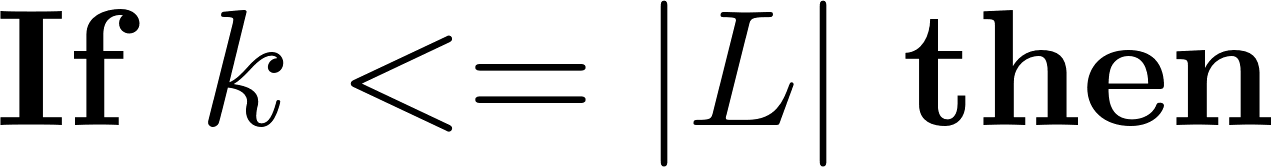 If k <= |L| then